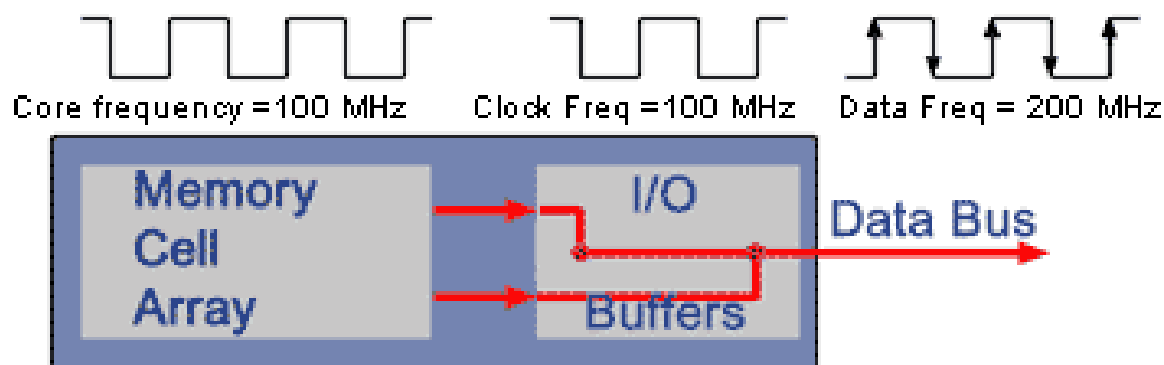 Core frequency =100 MHz
Clock Freq =100 MHz
Data Freq = 200 MHz
Memory
Cell
Array
I/O
Buffers
Data Bus